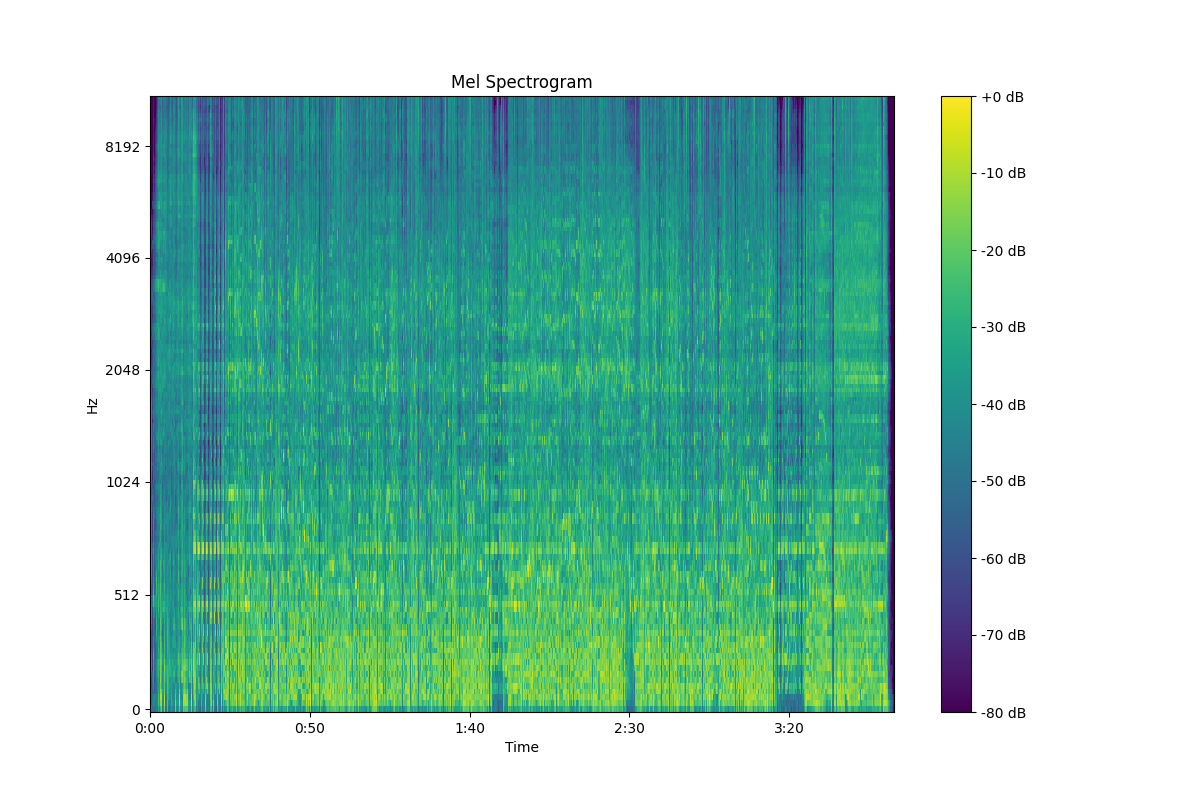 Mel Spectrogram
+0 dB
8192
-10 dB
-20 dB
4096
-30 dB
2048
-40 dB
Hz
1024
-50 dB
-60 dB
512
-70 dB
0
-80 dB
0:00 0:50 1:40 2:30 3:20
Time